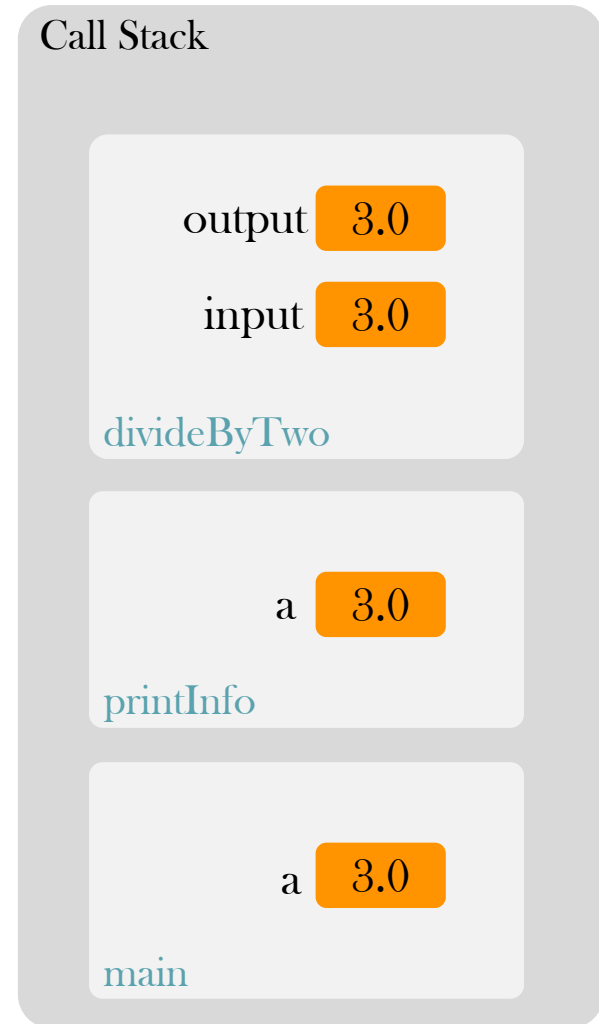 Call Stack
output 3.0
input 3.0
divideByTwo
a 3.0
printInfo
a 3.0
main